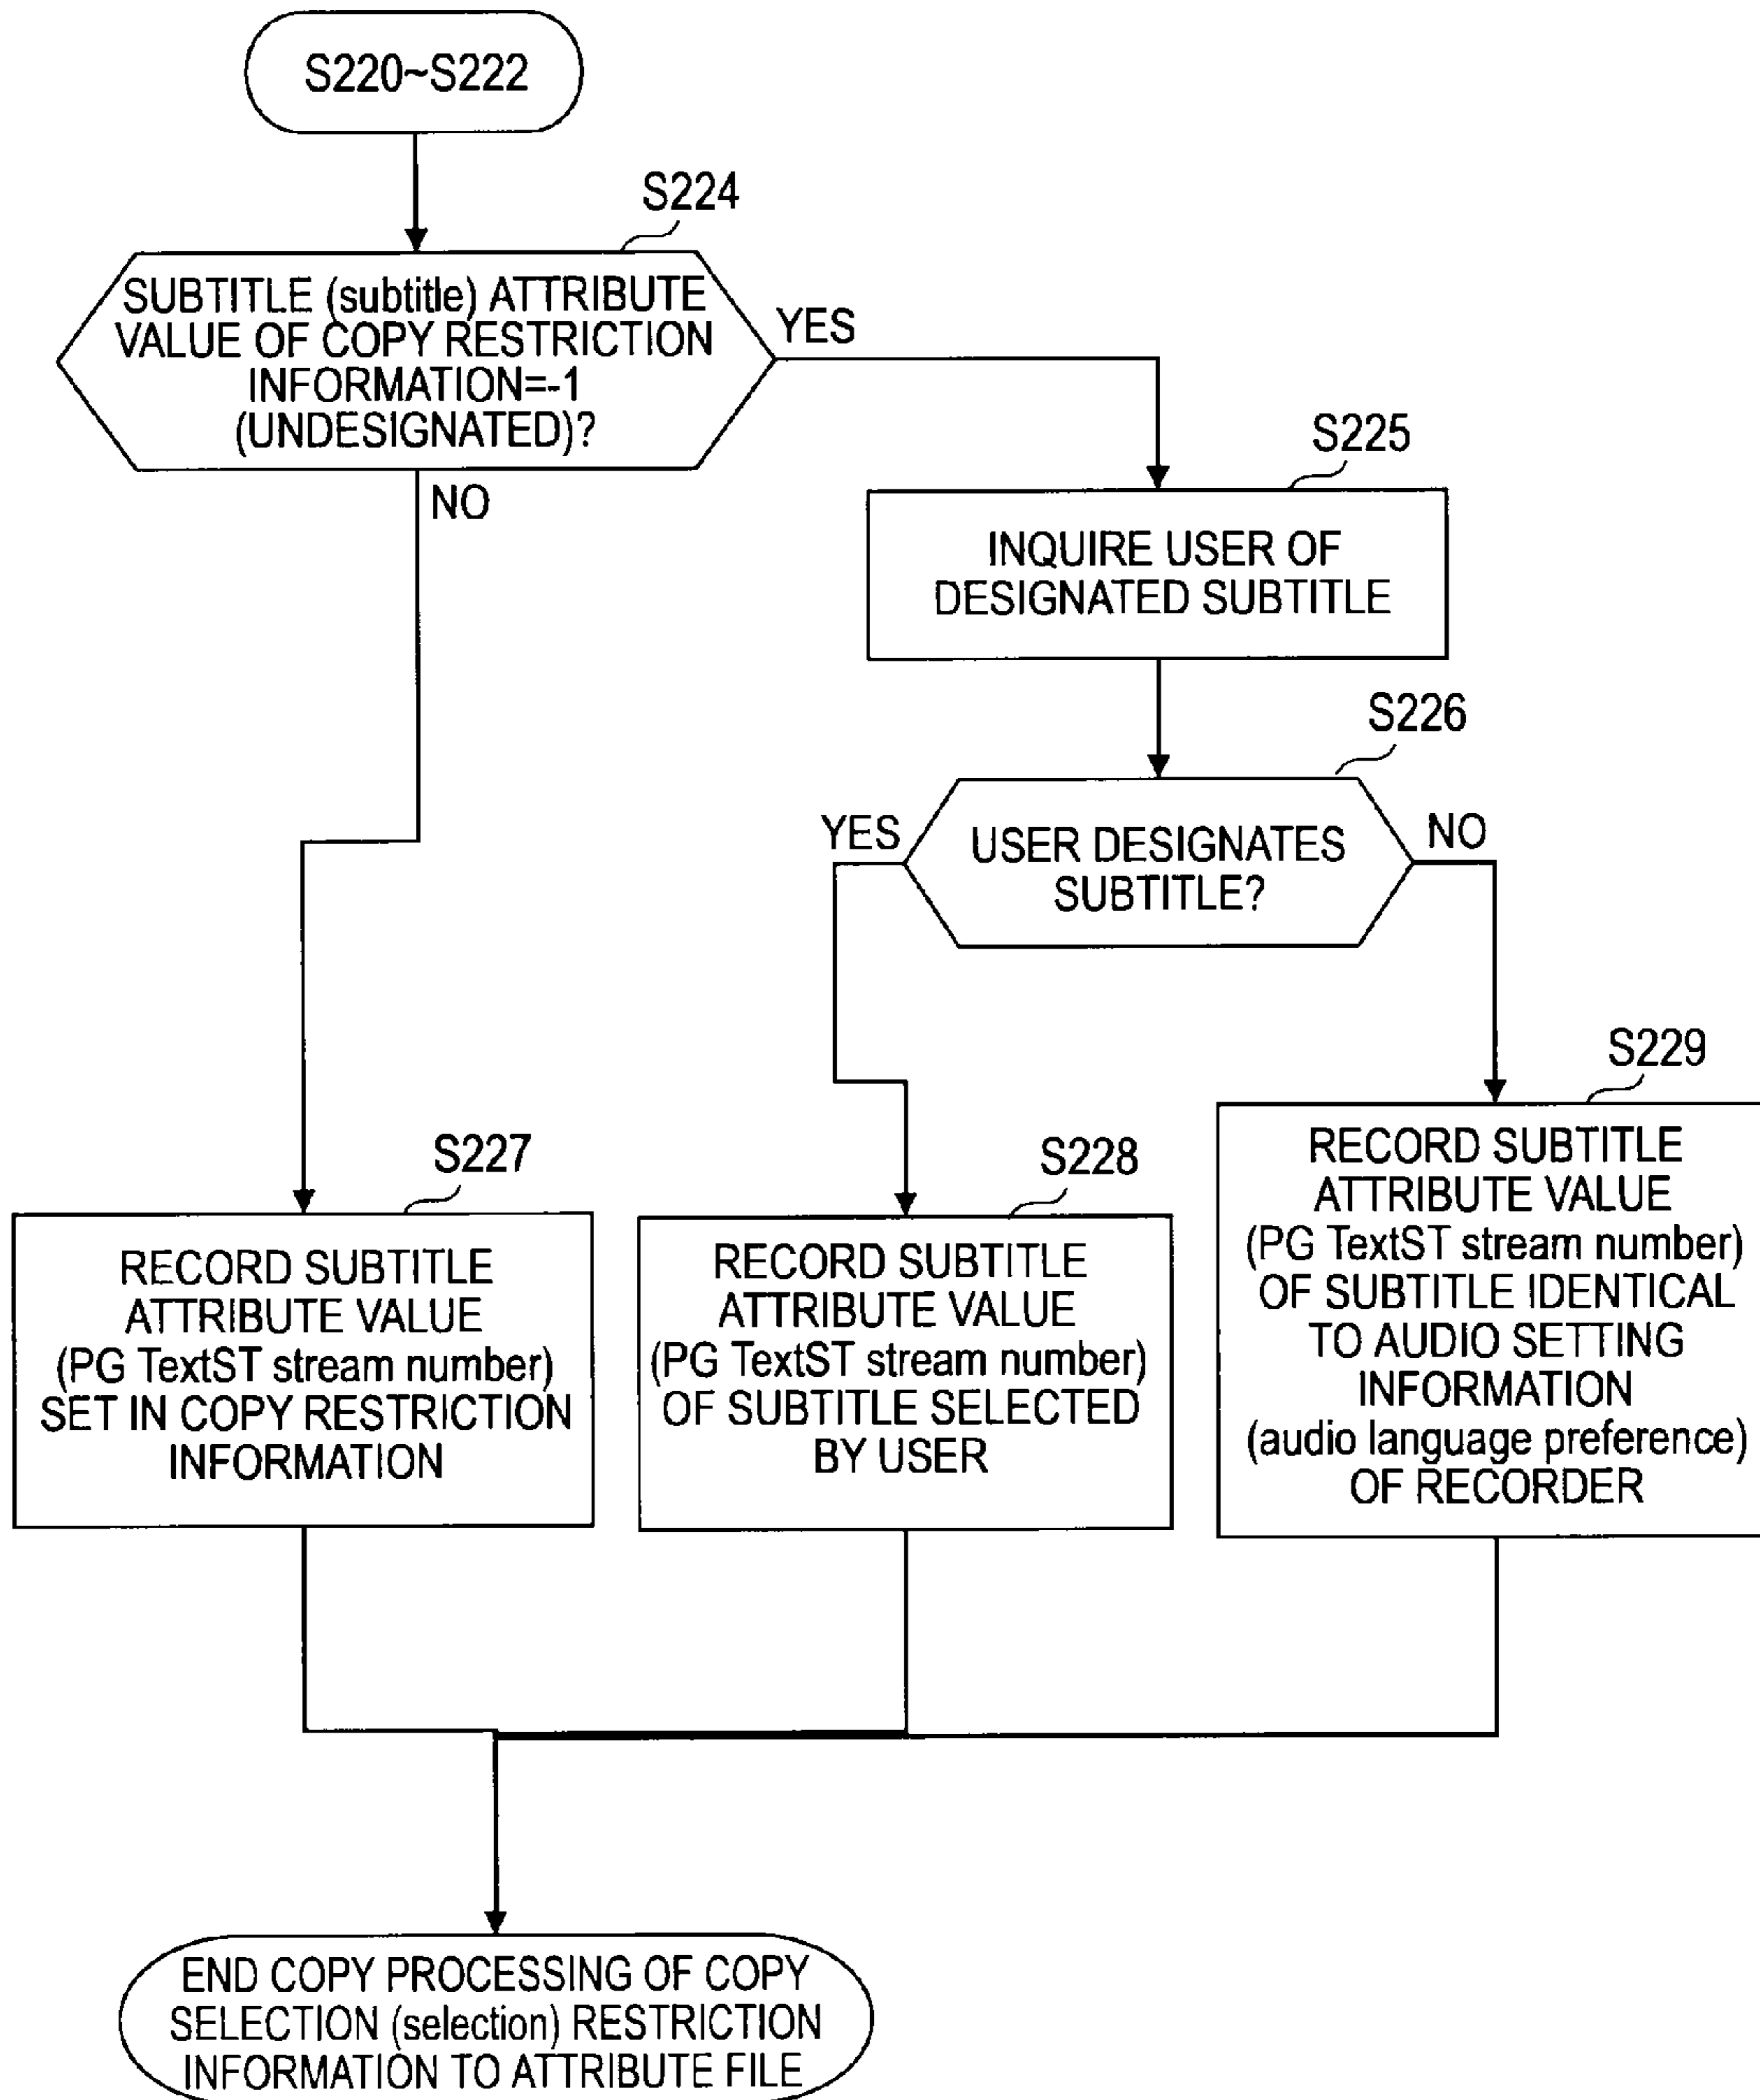 S220~S222
S224
SUBTITLE (subtitle) ATTRIBUTE
VALUE OF COPY RESTRICTION
INFORMATION=-1
(UNDESIGNATED)?
YES
NO
S225
INQUIRE USER OF
DESIGNATED SUBTITLE
S226
YES
USER DESIGNATES
SUBTITLE?
NO
S227
RECORD SUBTITLE
ATTRIBUTE VALUE
(PG TextST stream number)
SET IN COPY RESTRICTION
INFORMATION
S228
RECORD SUBTITLE
ATTRIBUTE VALUE
(PG TextST stream number)
OF SUBTITLE SELECTED
BY USER
S229
RECORD SUBTITLE
ATTRIBUTE VALUE
(PG TextST stream number)
OF SUBTITLE IDENTICAL
TO AUDIO SETTING
INFORMATION
(audio language preference)
OF RECORDER
END COPY PROCESSING OF COPY
SELECTION (selection) RESTRICTION
INFORMATION TO ATTRIBUTE FILE